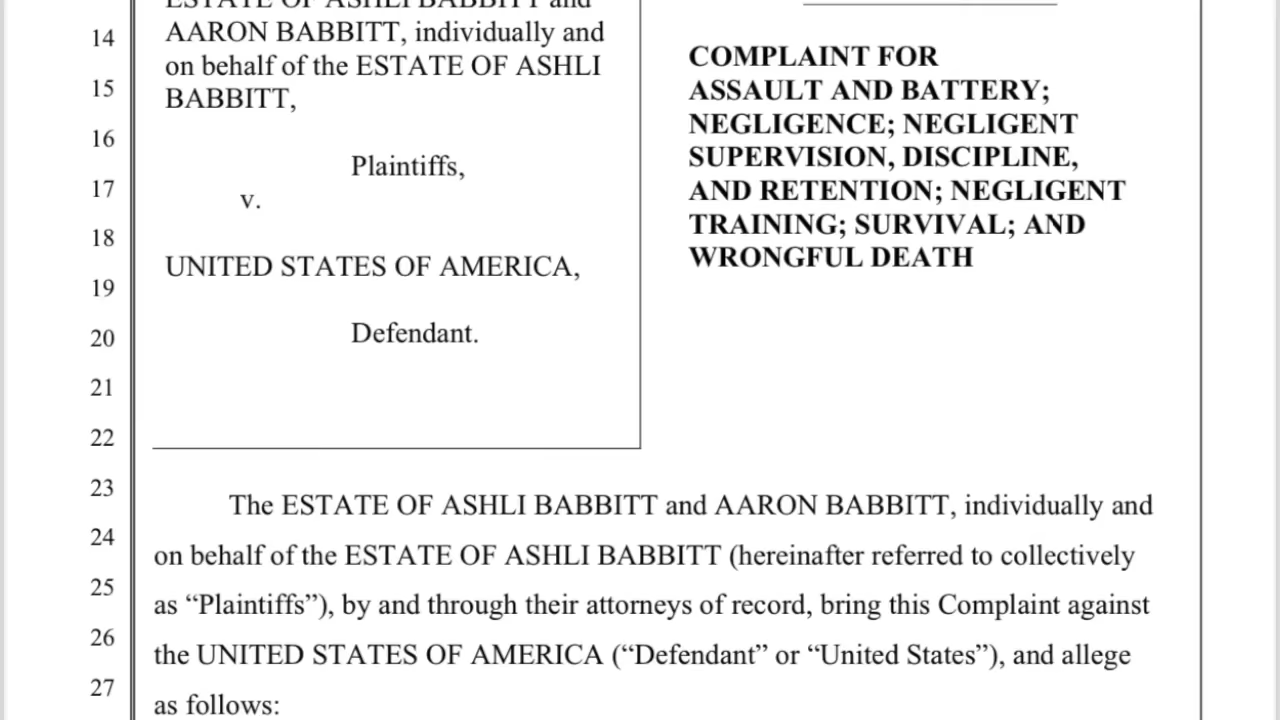 ESTATE OF ASHLI BABBITT and
14
AARON BABBITT, individually and
on behalf of the ESTATE OF ASHLI
15
BABBITT,
16
Plaintiffs,
17
v.
18
UNITED STATES OF AMERICA,
19
20
Defendant.
21
22
COMPLAINT FOR
ASSAULT AND BATTERY;
NEGLIGENCE; NEGLIGENT
SUPERVISION, DISCIPLINE,
AND RETENTION; NEGLIGENT
TRAINING; SURVIVAL; AND
WRONGFUL DEATH
23
The ESTATE OF ASHLI BABBITT and AARON BABBITT, individually and
24
on behalf of the ESTATE OF ASHLI BABBITT (hereinafter referred to collectively
25
as “Plaintiffs”), by and through their attorneys of record, bring this Complaint against
26
the UNITED STATES OF AMERICA (“Defendant” or “United States”), and allege
27
as follows: